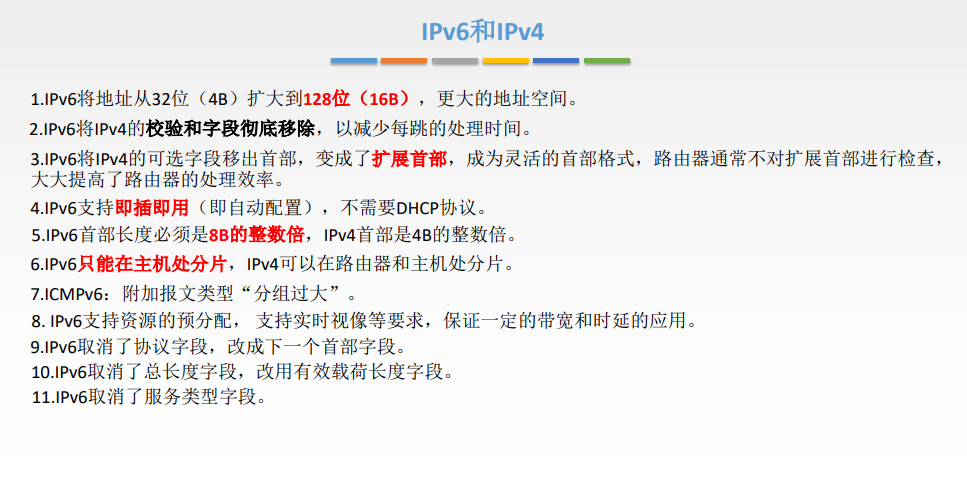 IPv6和IPv4
1.IPv6将地址从32位（4B）扩大到128位（16B），更大的地址空间。
2.IPv6将IPv4的校验和字段彻底移除，以减少每跳的处理时间。
3.IPv6将IPv4的可选字段移出首部，变成了扩展首部，成为灵活的首部格式，路由器通常不对扩展首部进行检查，
大大提高了路由器的处理效率。
4.IPv6支持即插即用（即自动配置），不需要DHCP协议。
5.IPv6首部长度必须是8B的整数倍，IPv4首部是4B的整数倍。
6.IPv6只能在主机处分片，IPv4可以在路由器和主机处分片。
7.ICMPv6：附加报文类型“分组过大”。
8. IPv6支持资源的预分配， 支持实时视像等要求，保证一定的带宽和时延的应用。
9.IPv6取消了协议字段，改成下一个首部字段。
10.IPv6取消了总长度字段，改用有效载荷长度字段。
11.IPv6取消了服务类型字段。